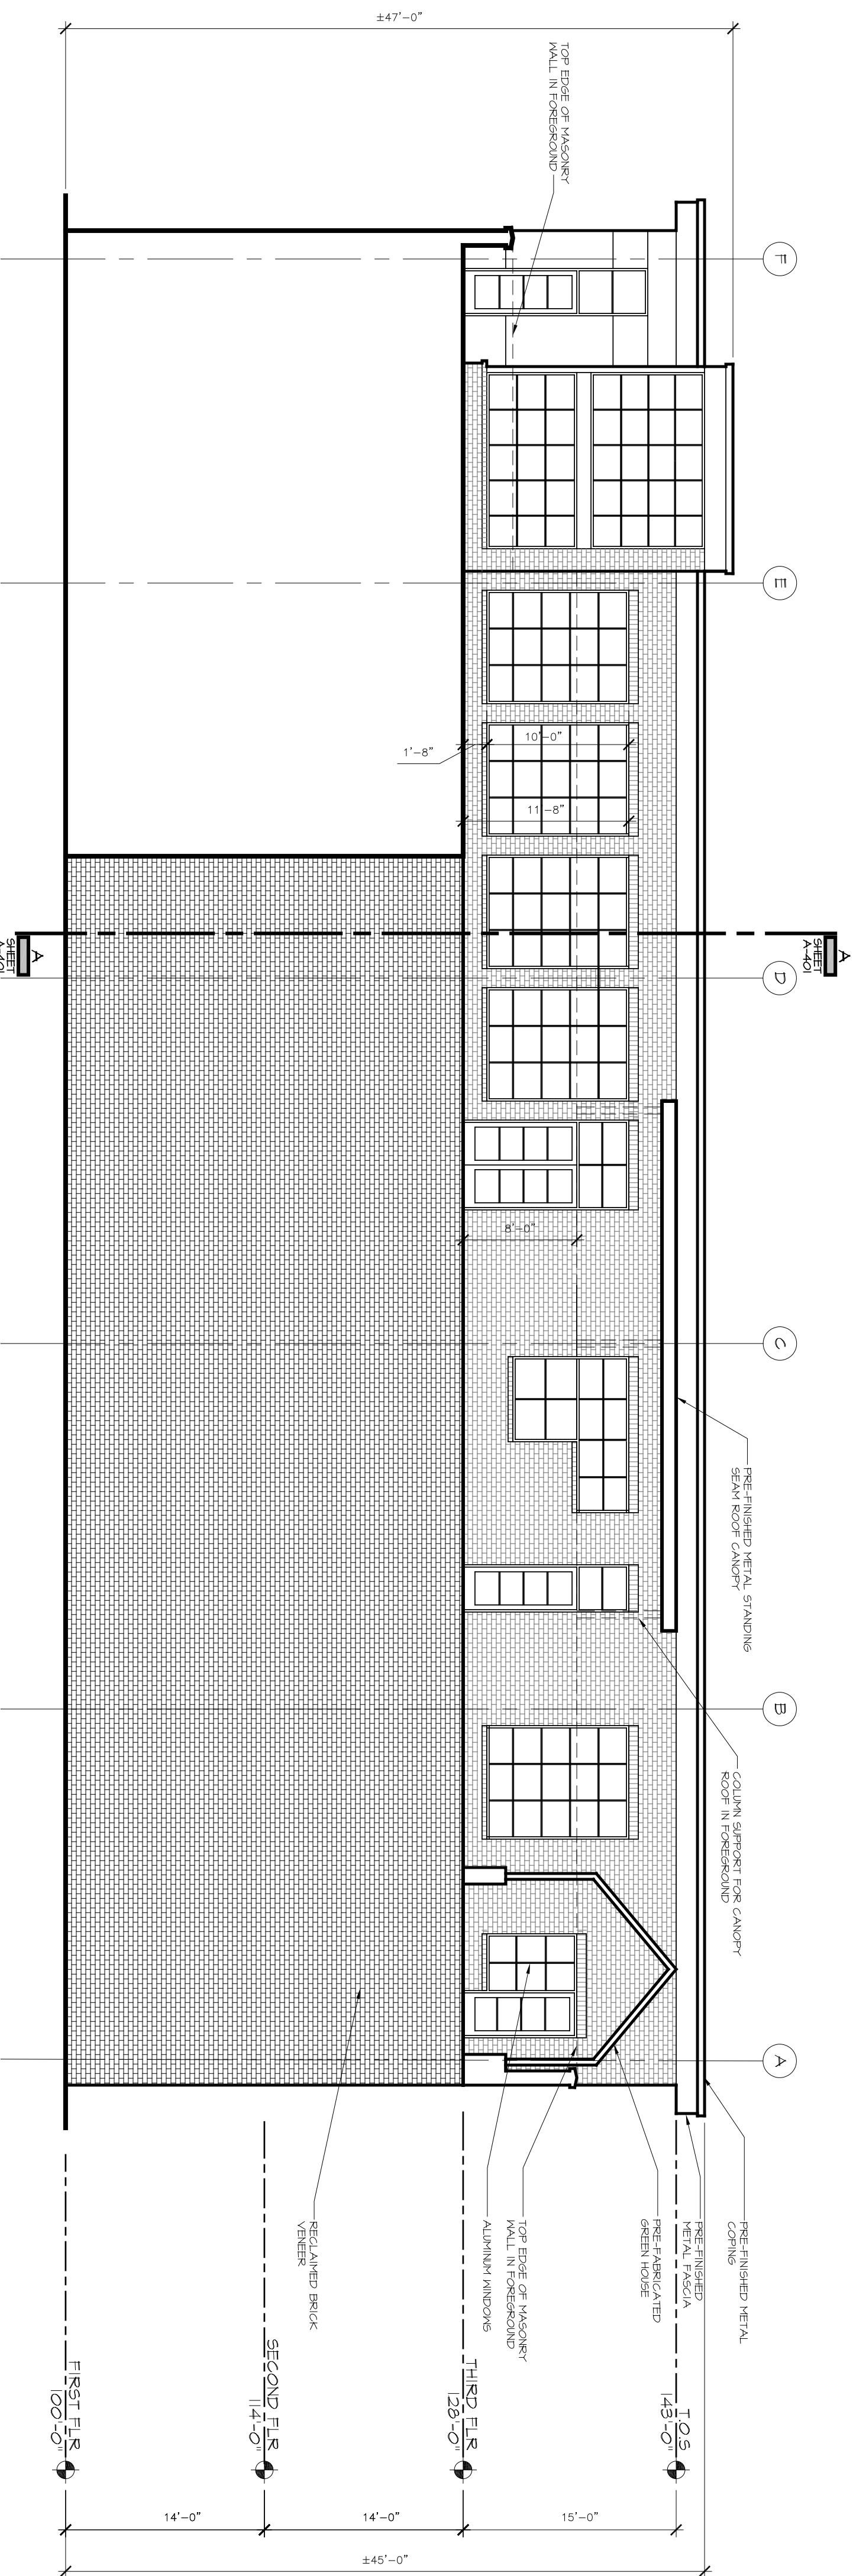 ±47'-0"
TOP EDGE OF MASONRY
WALL IN FOREGROUND
F
E
D
C
B
A
A
SHEET
A-401
A
SHEET
A-401
1'-8"
10'-0"
11'-8"
8'-0"
PRE-FINISHED METAL STANDING
SEAM ROOF CANOPY
COLUMN SUPPORT FOR CANOPY
ROOF IN FOREGROUND
PRE-FINISHED METAL
COPING
PRE-FINISHED
METAL FASCIA
PRE-FABRICATED
GREEN HOUSE
TOP EDGE OF MASONRY
WALL IN FOREGROUND
ALUMINUM WINDOWS
RECLAIMED BRICK
VENEER
T.O.S
143'-0"
THIRD FLR
128'-0"
SECOND FLR
114'-0"
FIRST FLR
100'-0"
15'-0"
14'-0"
14'-0"
±45'-0"